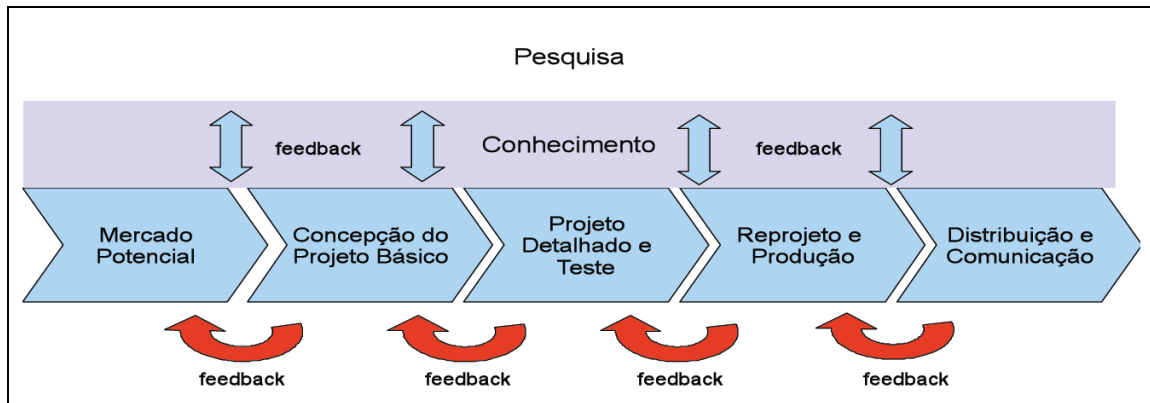 Pesquisa
feedback
Conhecimento
feedback
Mercado
Potencial
Concepção do
Projeto Básico
Projeto
Detalhado e
Teste
Reprojeto e
Produção
Distribuição e
Comunicação
feedback
feedback
feedback
feedback